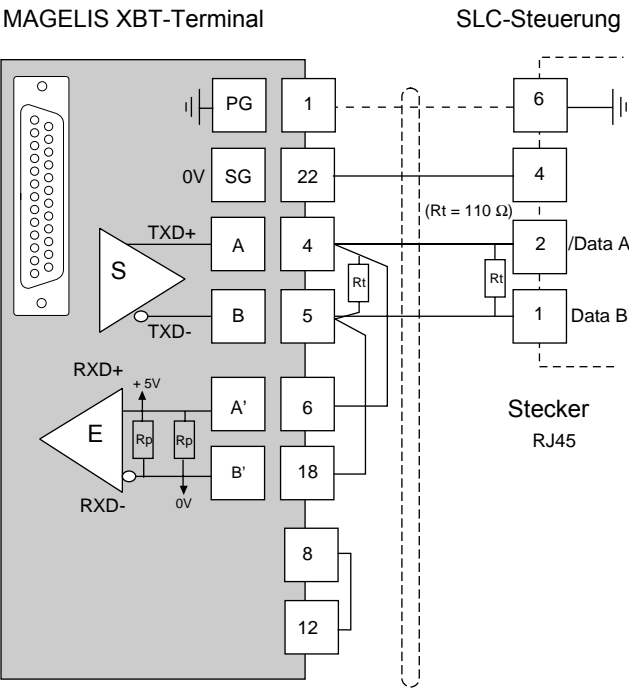 MAGELIS XBT-Terminal
SLC-Steuerung
PG
1
6
0V
SG
22
4
(Rt = 110 Ω)
TXD+
A
4
2
/Data A
S
Rt
Rt
B
5
1
Data B
TXD-
RXD+
+ 5V
A'
6
Stecker
RJ45
E
Rp
Rp
B'
18
RXD-
0V
8
12